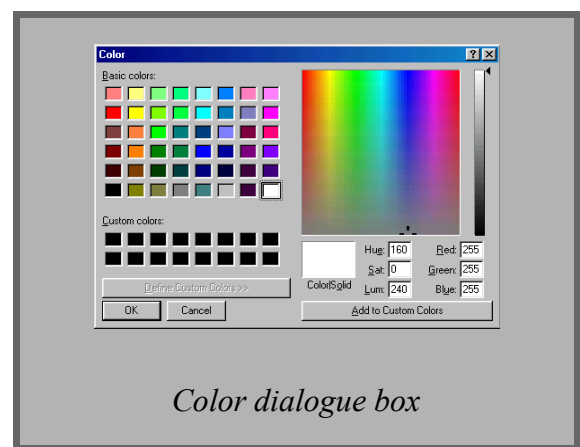 Color
Basic colors:
Custom colors:
Define Custom Colors >>
OK Cancel
Color|Solid
Hue: 160 Red: 255
Sat: 0 Green: 255
Lum: 240 Blue: 255
Add to Custom Colors
Color dialogue box